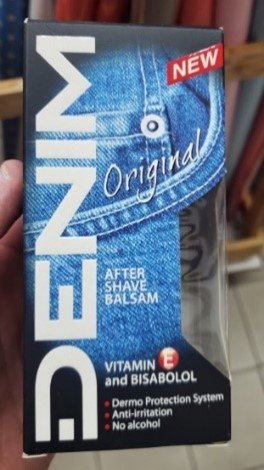 NEW
DENIM
Original
AFTER
SHAVE
BALSAM
VITAMIN E
and BISABOLOL
• Dermo Protection System
• Anti-irritation
• No alcohol